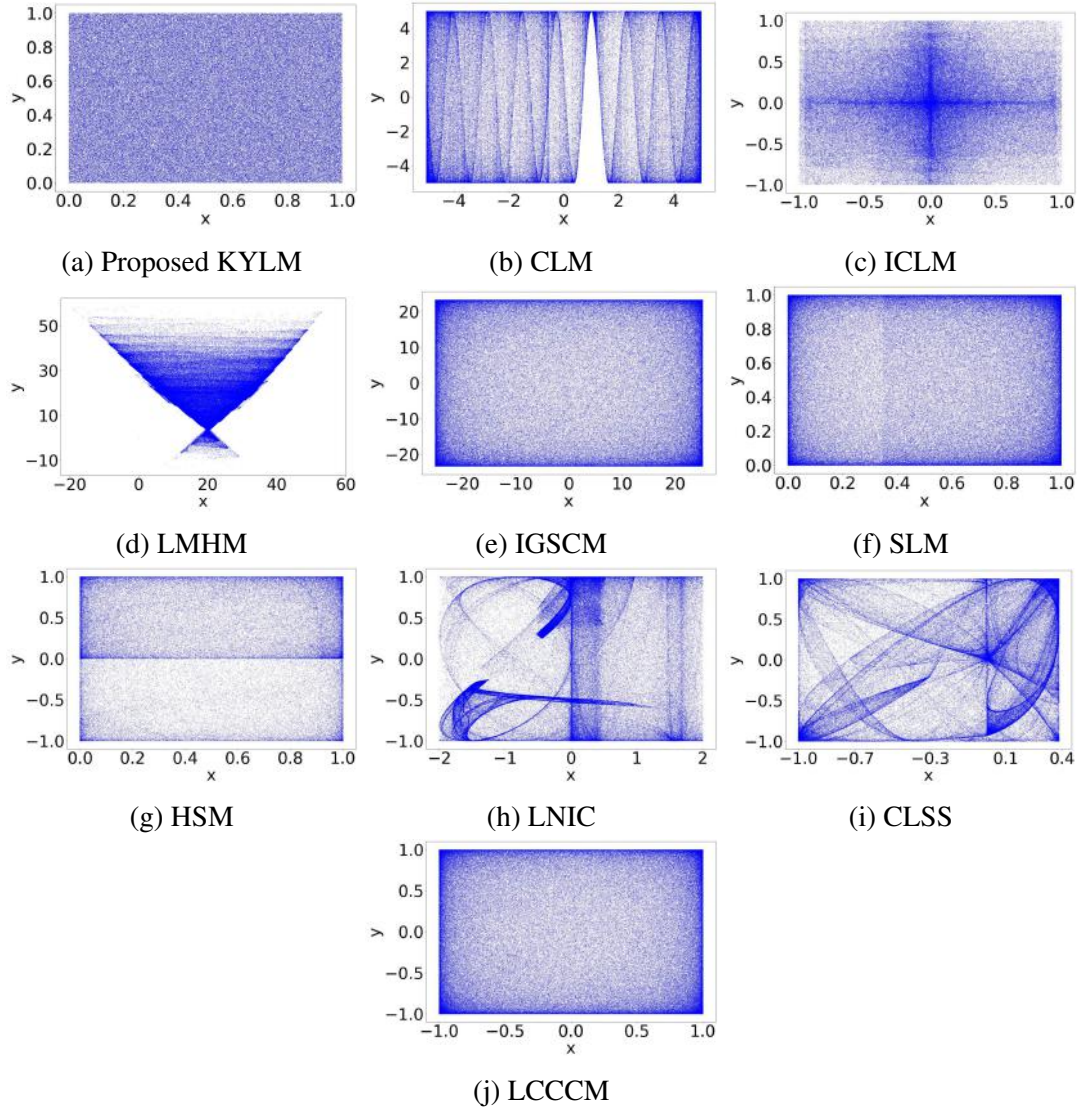 1.0
0.8
0.6
0.4
0.2
0.0
y
0.0 0.2 0.4 0.6 0.8 1.0
x
(a) Proposed KYLM
4
2
0
−2
−4
y
−4 −2 0 2 4
x
(b) CLM
1.0
0.5
0.0
−0.5
−1.0
y
−1.0 −0.5 0.0 0.5 1.0
x
(c) ICLM
50
30
10
−10
y
−20 0 20 40 60
x
(d) LMHM
20
10
0
−10
−20
y
−20 −10 0 10 20
x
(e) IGSCM
1.0
0.8
0.6
0.4
0.2
0.0
y
0.0 0.2 0.4 0.6 0.8 1.0
x
(f) SLM
1.0
0.5
0.0
−0.5
−1.0
y
0.0 0.2 0.4 0.6 0.8 1.0
x
(g) HSM
1.0
0.5
0.0
−0.5
−1.0
y
−2 −1 0 1 2
x
(h) LNIC
1.0
0.5
0.0
−0.5
−1.0
y
−1.0 −0.7 −0.3 0.1 0.4
x
(i) CLSS
1.0
0.5
0.0
−0.5
−1.0
y
−1.0 −0.5 0.0 0.5 1.0
x
(j) LCCCM